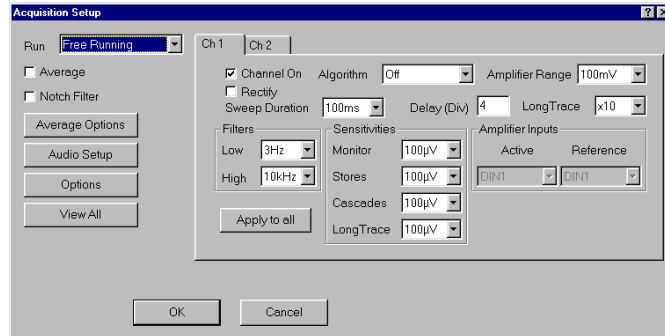 Acquisition Setup
Run Free Running
Average
Notch Filter
Average Options
Audio Setup
Options
View All
Ch 1 Ch 2
Channel On Algorithm Off Amplifier Range 100mV
Rectify
Sweep Duration 100ms Delay (Div) 4 LongTrace x10
Filters
Low 3Hz
High 10kHz
Apply to all
Sensitivities
Monitor 100µV
Stores 100µV
Cascades 100µV
LongTrace 100µV
Amplifier Inputs
Active Reference
DIN1 DIN1
OK Cancel